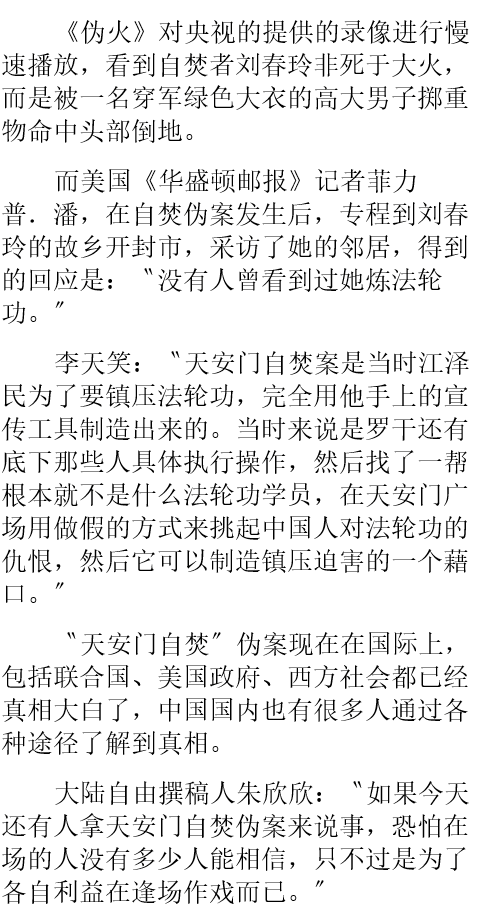 《伪火》对央视的提供的录像进行慢
速播放，看到自焚者刘春玲非死于大火，
而是被一名穿军绿色大衣的高大男子掷重
物命中头部倒地。
而美国《华盛顿邮报》记者菲力
普．潘，在自焚伪案发生后，专程到刘春
玲的故乡开封市，采访了她的邻居，得到
的回应是：〝没有人曾看到过她炼法轮
功。〞
李天笑：〝天安门自焚案是当时江泽
民为了要镇压法轮功，完全用他手上的宣
传工具制造出来的。当时来说是罗干还有
底下那些人具体执行操作，然后找了一帮
根本就不是什么法轮功学员，在天安门广
场用做假的方式来挑起中国人对法轮功的
仇恨，然后它可以制造镇压迫害的一个藉
口。〞
〝天安门自焚〞伪案现在在国际上，
包括联合国、美国政府、西方社会都已经
真相大白了，中国国内也有很多人通过各
种途径了解到真相。
大陆自由撰稿人朱欣欣：〝如果今天
还有人拿天安门自焚伪案来说事，恐怕在
场的人没有多少人能相信，只不过是为了
各自利益在逢场作戏而已。〞